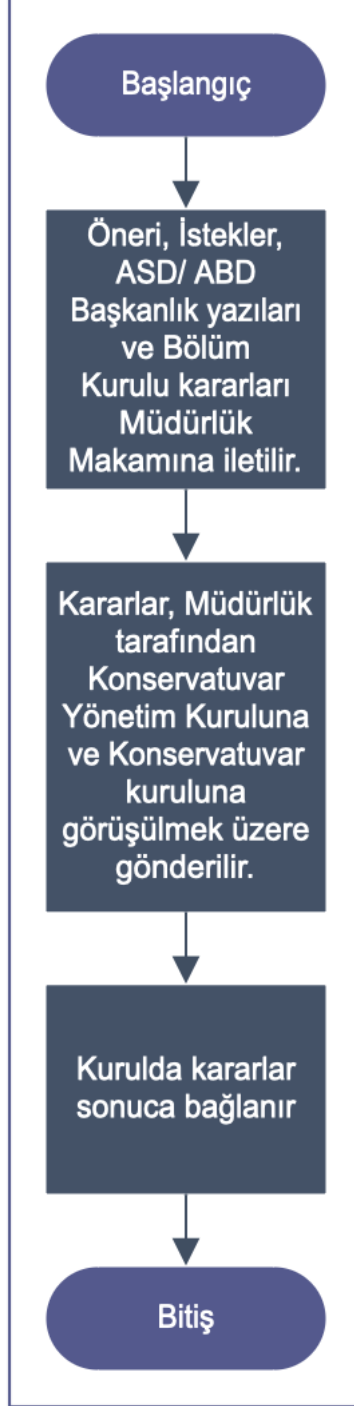 Başlangıç
Öneri, İstekler,
ASD/ ABD
Başkanlık yazıları
ve Bölüm
Kurulu kararları
Müdürlük
Makamına iletilir.
Kararlar, Müdürlük
tarafından
Konservatuvar
Yönetim Kuruluna
ve Konservatuvar
kuruluna
görüşülmek üzere
gönderilir.
Kurulda kararlar
sonuca bağlanır
Bitiş